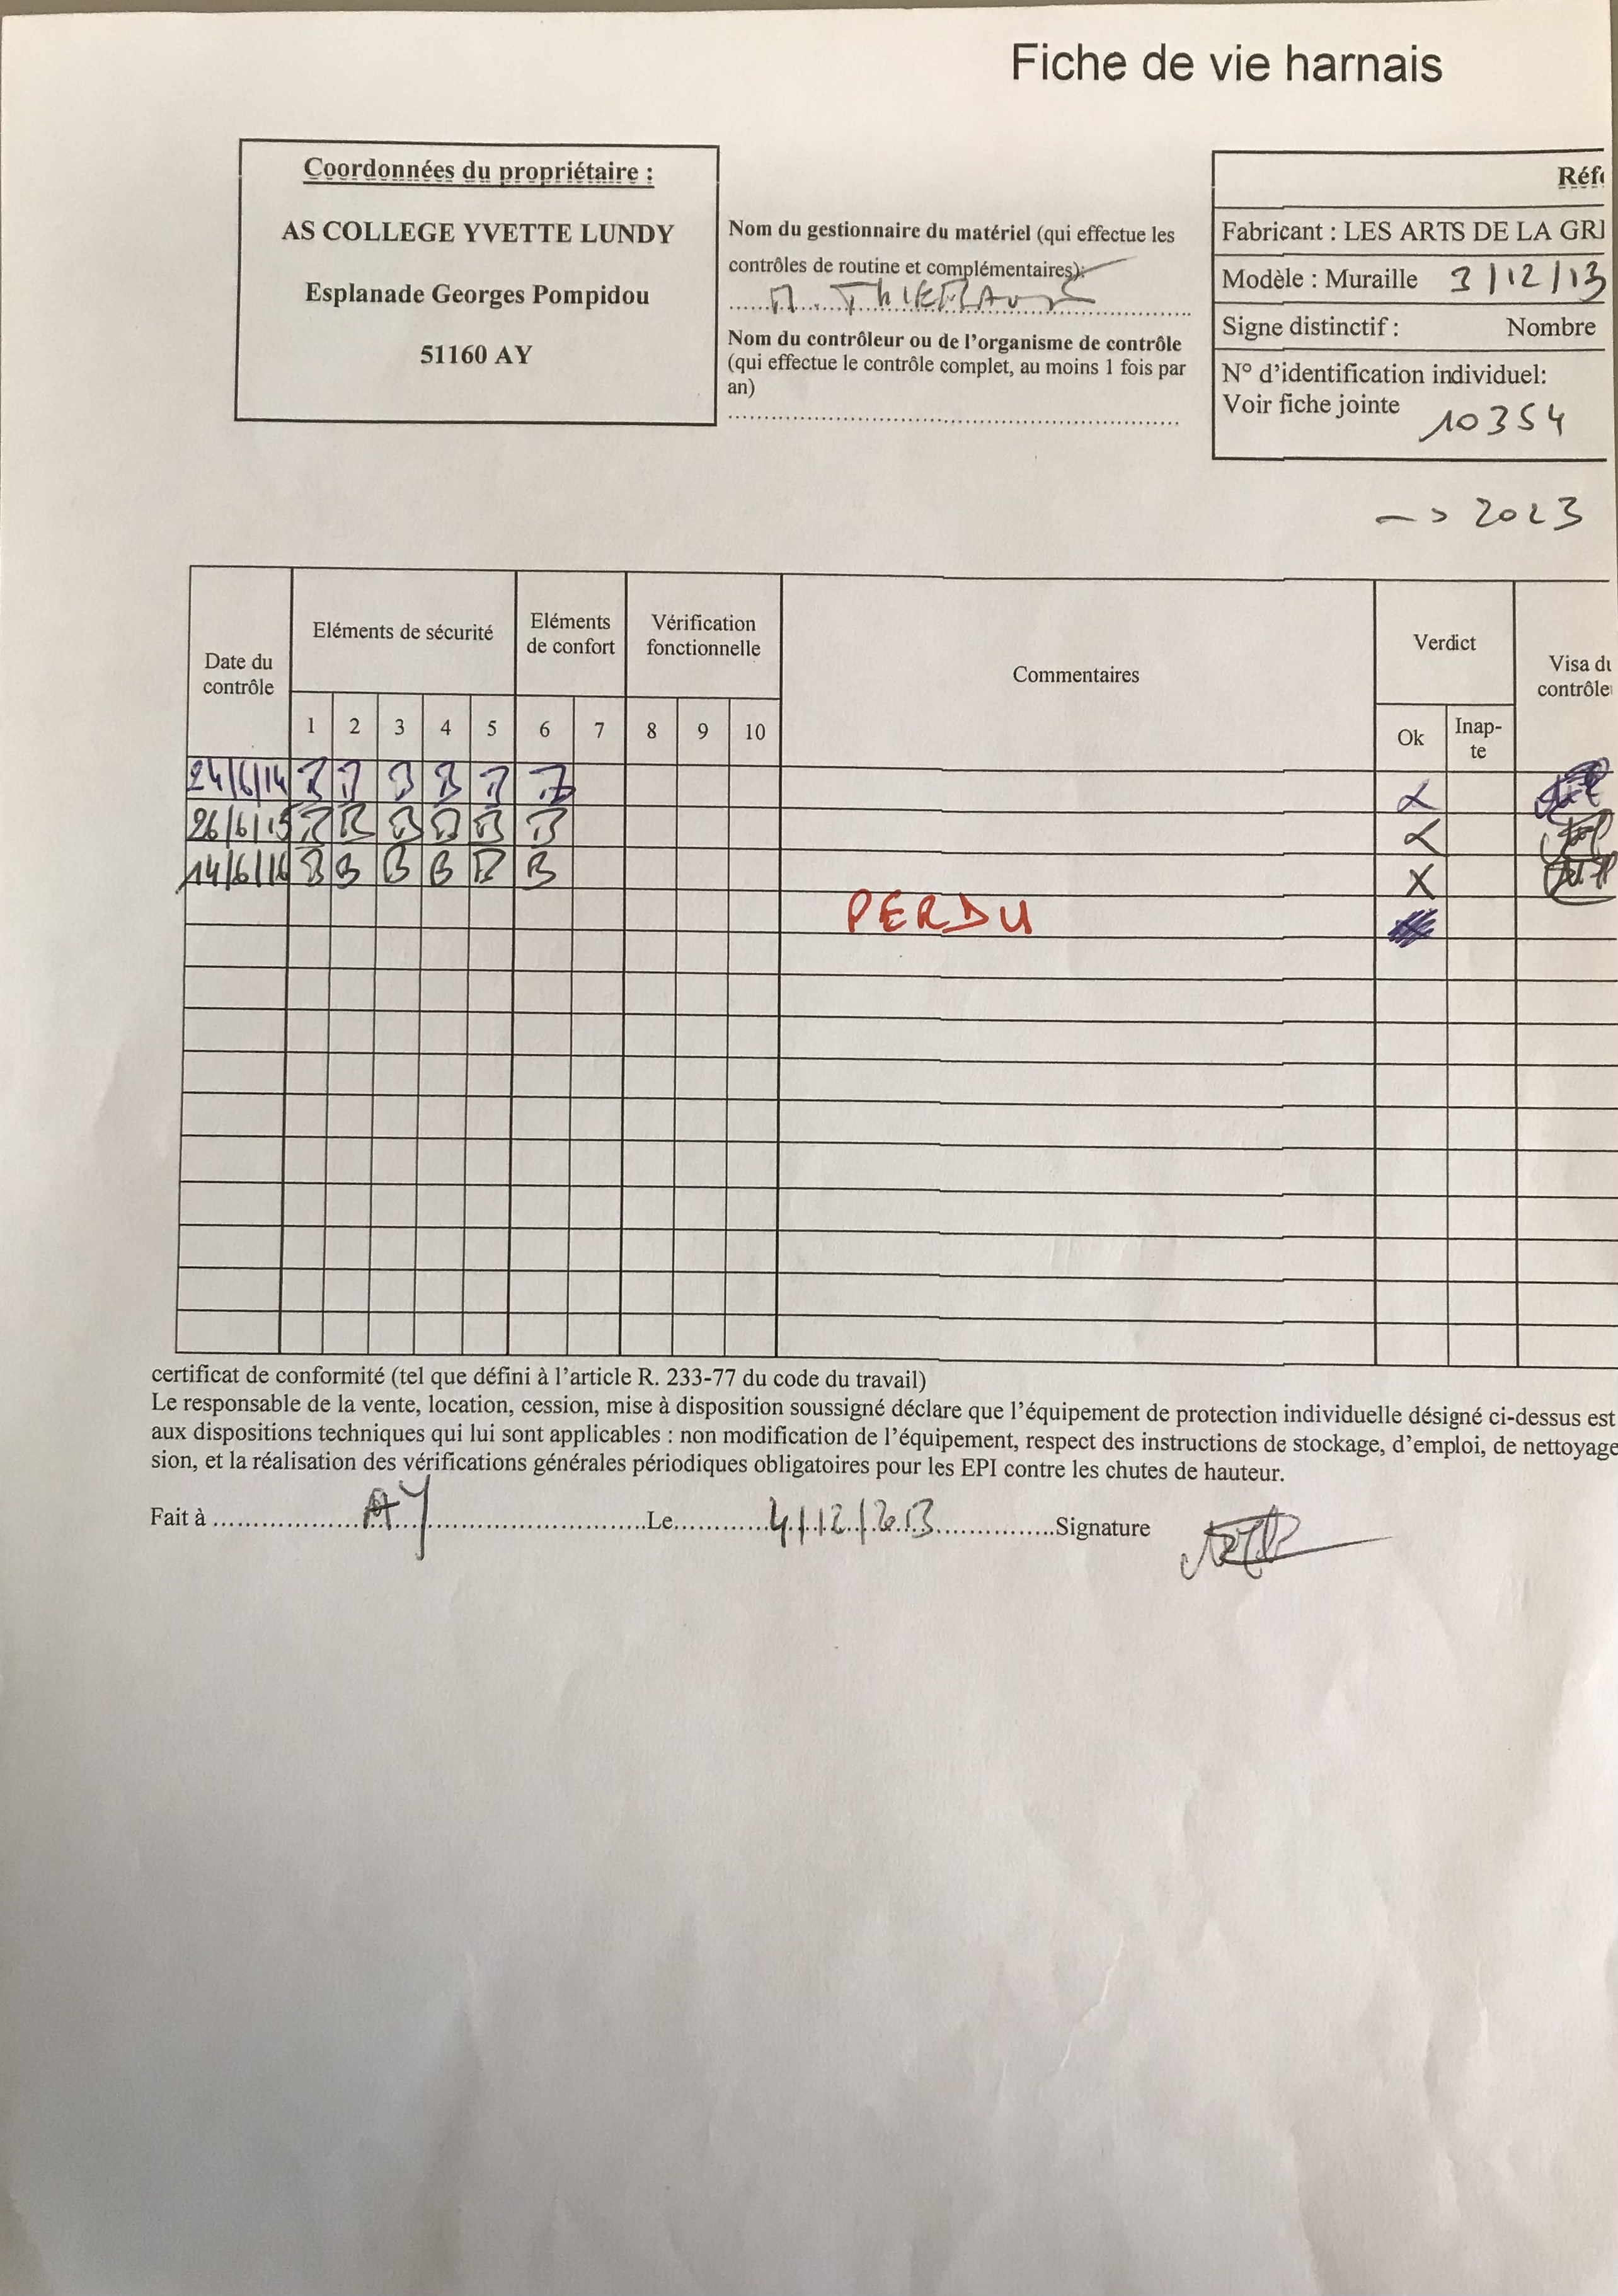 Fiche de vie harnais
Coordonnées du propriétaire :
AS COLLEGE YVETTE LUNDY
Esplanade Georges Pompidou
51160 AY
Nom du gestionnaire du matériel (qui effectue les
contrôles de routine et complémentaires):
Nom du contrôleur ou de l'organisme de contrôle
(qui effectue le contrôle complet, au moins 1 fois par
an)
Réfé
Fabricant : LES ARTS DE LA GRI
Modèle : Muraille 3/12/13
Signe distinctif : Nombre
N° d'identification individuel:
Voir fiche jointe 10354
-> 2023
Date du
contrôle
Eléments de sécurité
Eléments
de confort
Vérification
fonctionnelle
Commentaires
Verdict
Visa du
contrôle
1 2 3 4 5 6 7 8 9 10
Ok
Inap-
te
24/6/14 B B B B B B
26/6/15 B B B B B B
14/6/16 B B B B B B X
PERDU
certificat de conformité (tel que défini à l'article R. 233-77 du code du travail)
Le responsable de la vente, location, cession, mise à disposition soussigné déclare que l'équipement de protection individuelle désigné ci-dessus est
aux dispositions techniques qui lui sont applicables : non modification de l'équipement, respect des instructions de stockage, d'emploi, de nettoyage
sion, et la réalisation des vérifications générales périodiques obligatoires pour les EPI contre les chutes de hauteur.
Fait à AY Le 4/12/2013 Signature